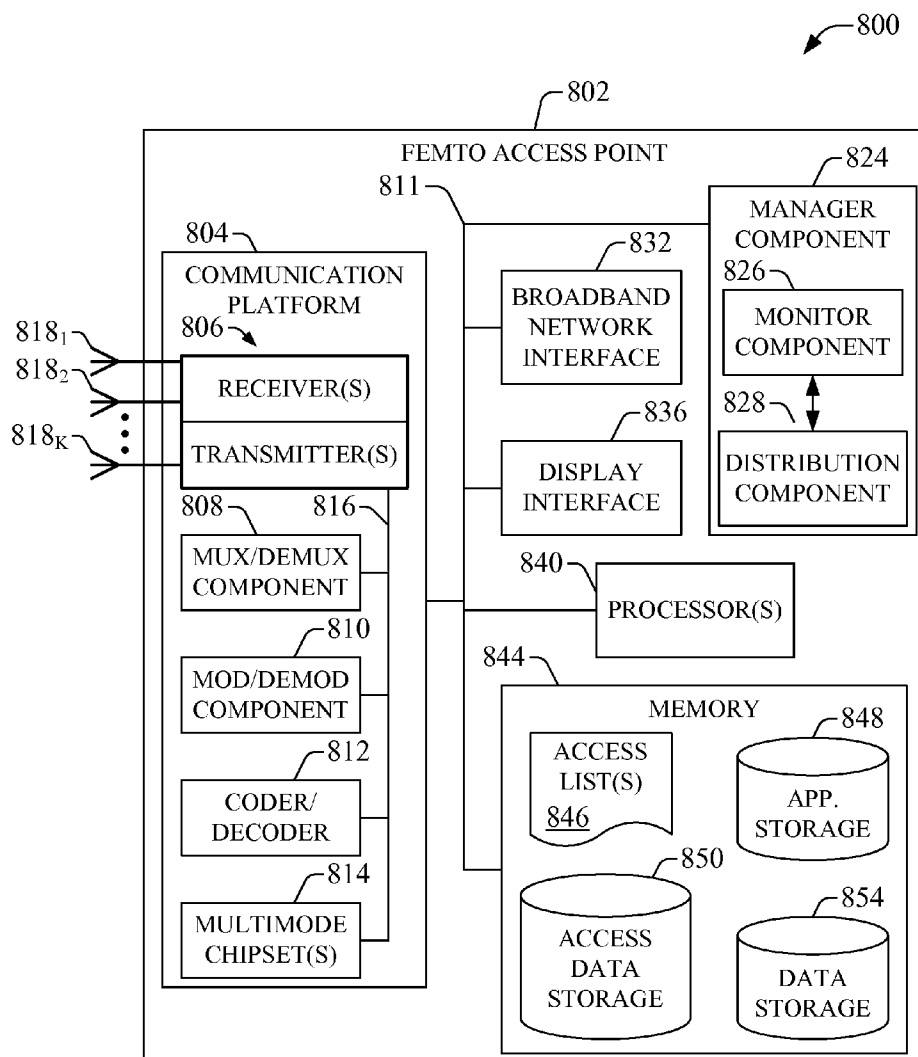 800
802
FEMTO ACCESS POINT
811
824
MANAGER
COMPONENT
804
COMMUNICATION
PLATFORM
832
BROADBAND
NETWORK
INTERFACE
826
MONITOR
COMPONENT
806
818₁
818₂
818K
RECEIVER(S)
TRANSMITTER(S)
836
DISPLAY
INTERFACE
828
DISTRIBUTION
COMPONENT
808
816
MUX/DEMUX
COMPONENT
840
PROCESSOR(S)
810
MOD/DEMOD
COMPONENT
844
MEMORY
812
CODER/
DECODER
ACCESS
LIST(S)
846
848
APP.
STORAGE
814
MULTIMODE
CHIPSET(S)
850
ACCESS
DATA
STORAGE
854
DATA
STORAGE